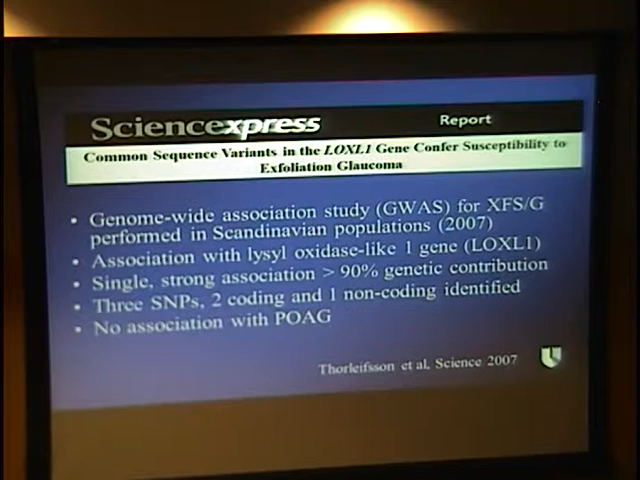 Sciencexpress Report
Common Sequence Variants in the LOXL1 Gene Confer Susceptibility to
Exfoliation Glaucoma
• Genome-wide association study (GWAS) for XFS/G
performed in Scandinavian populations (2007)
• Association with lysyl oxidase-like 1 gene (LOXL1)
• Single, strong association > 90% genetic contribution
• Three SNPs, 2 coding and 1 non-coding identified
• No association with POAG
Thorleifsson et al, Science 2007